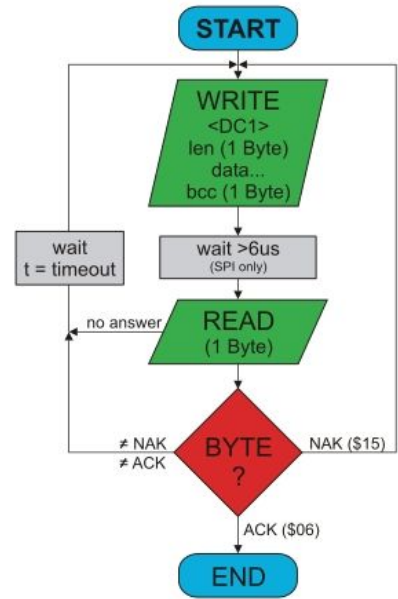 START
WRITE
<DC1>
len (1 Byte)
data...
bcc (1 Byte)
wait
t = timeout
wait >6us
(SPI only)
no answer
READ
(1 Byte)
≠ NAK
≠ ACK
BYTE
?
NAK ($15)
ACK ($06)
END